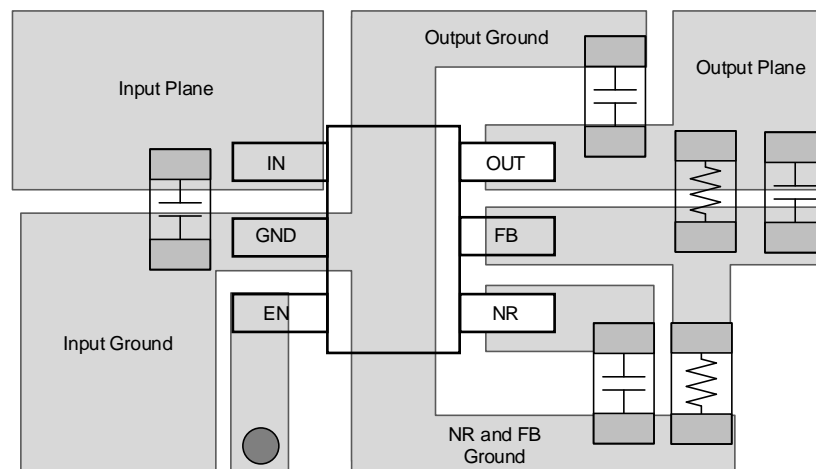 Output Ground
Input Plane
Output Plane
IN
OUT
GND
FB
EN
NR
Input Ground
NR and FB
Ground